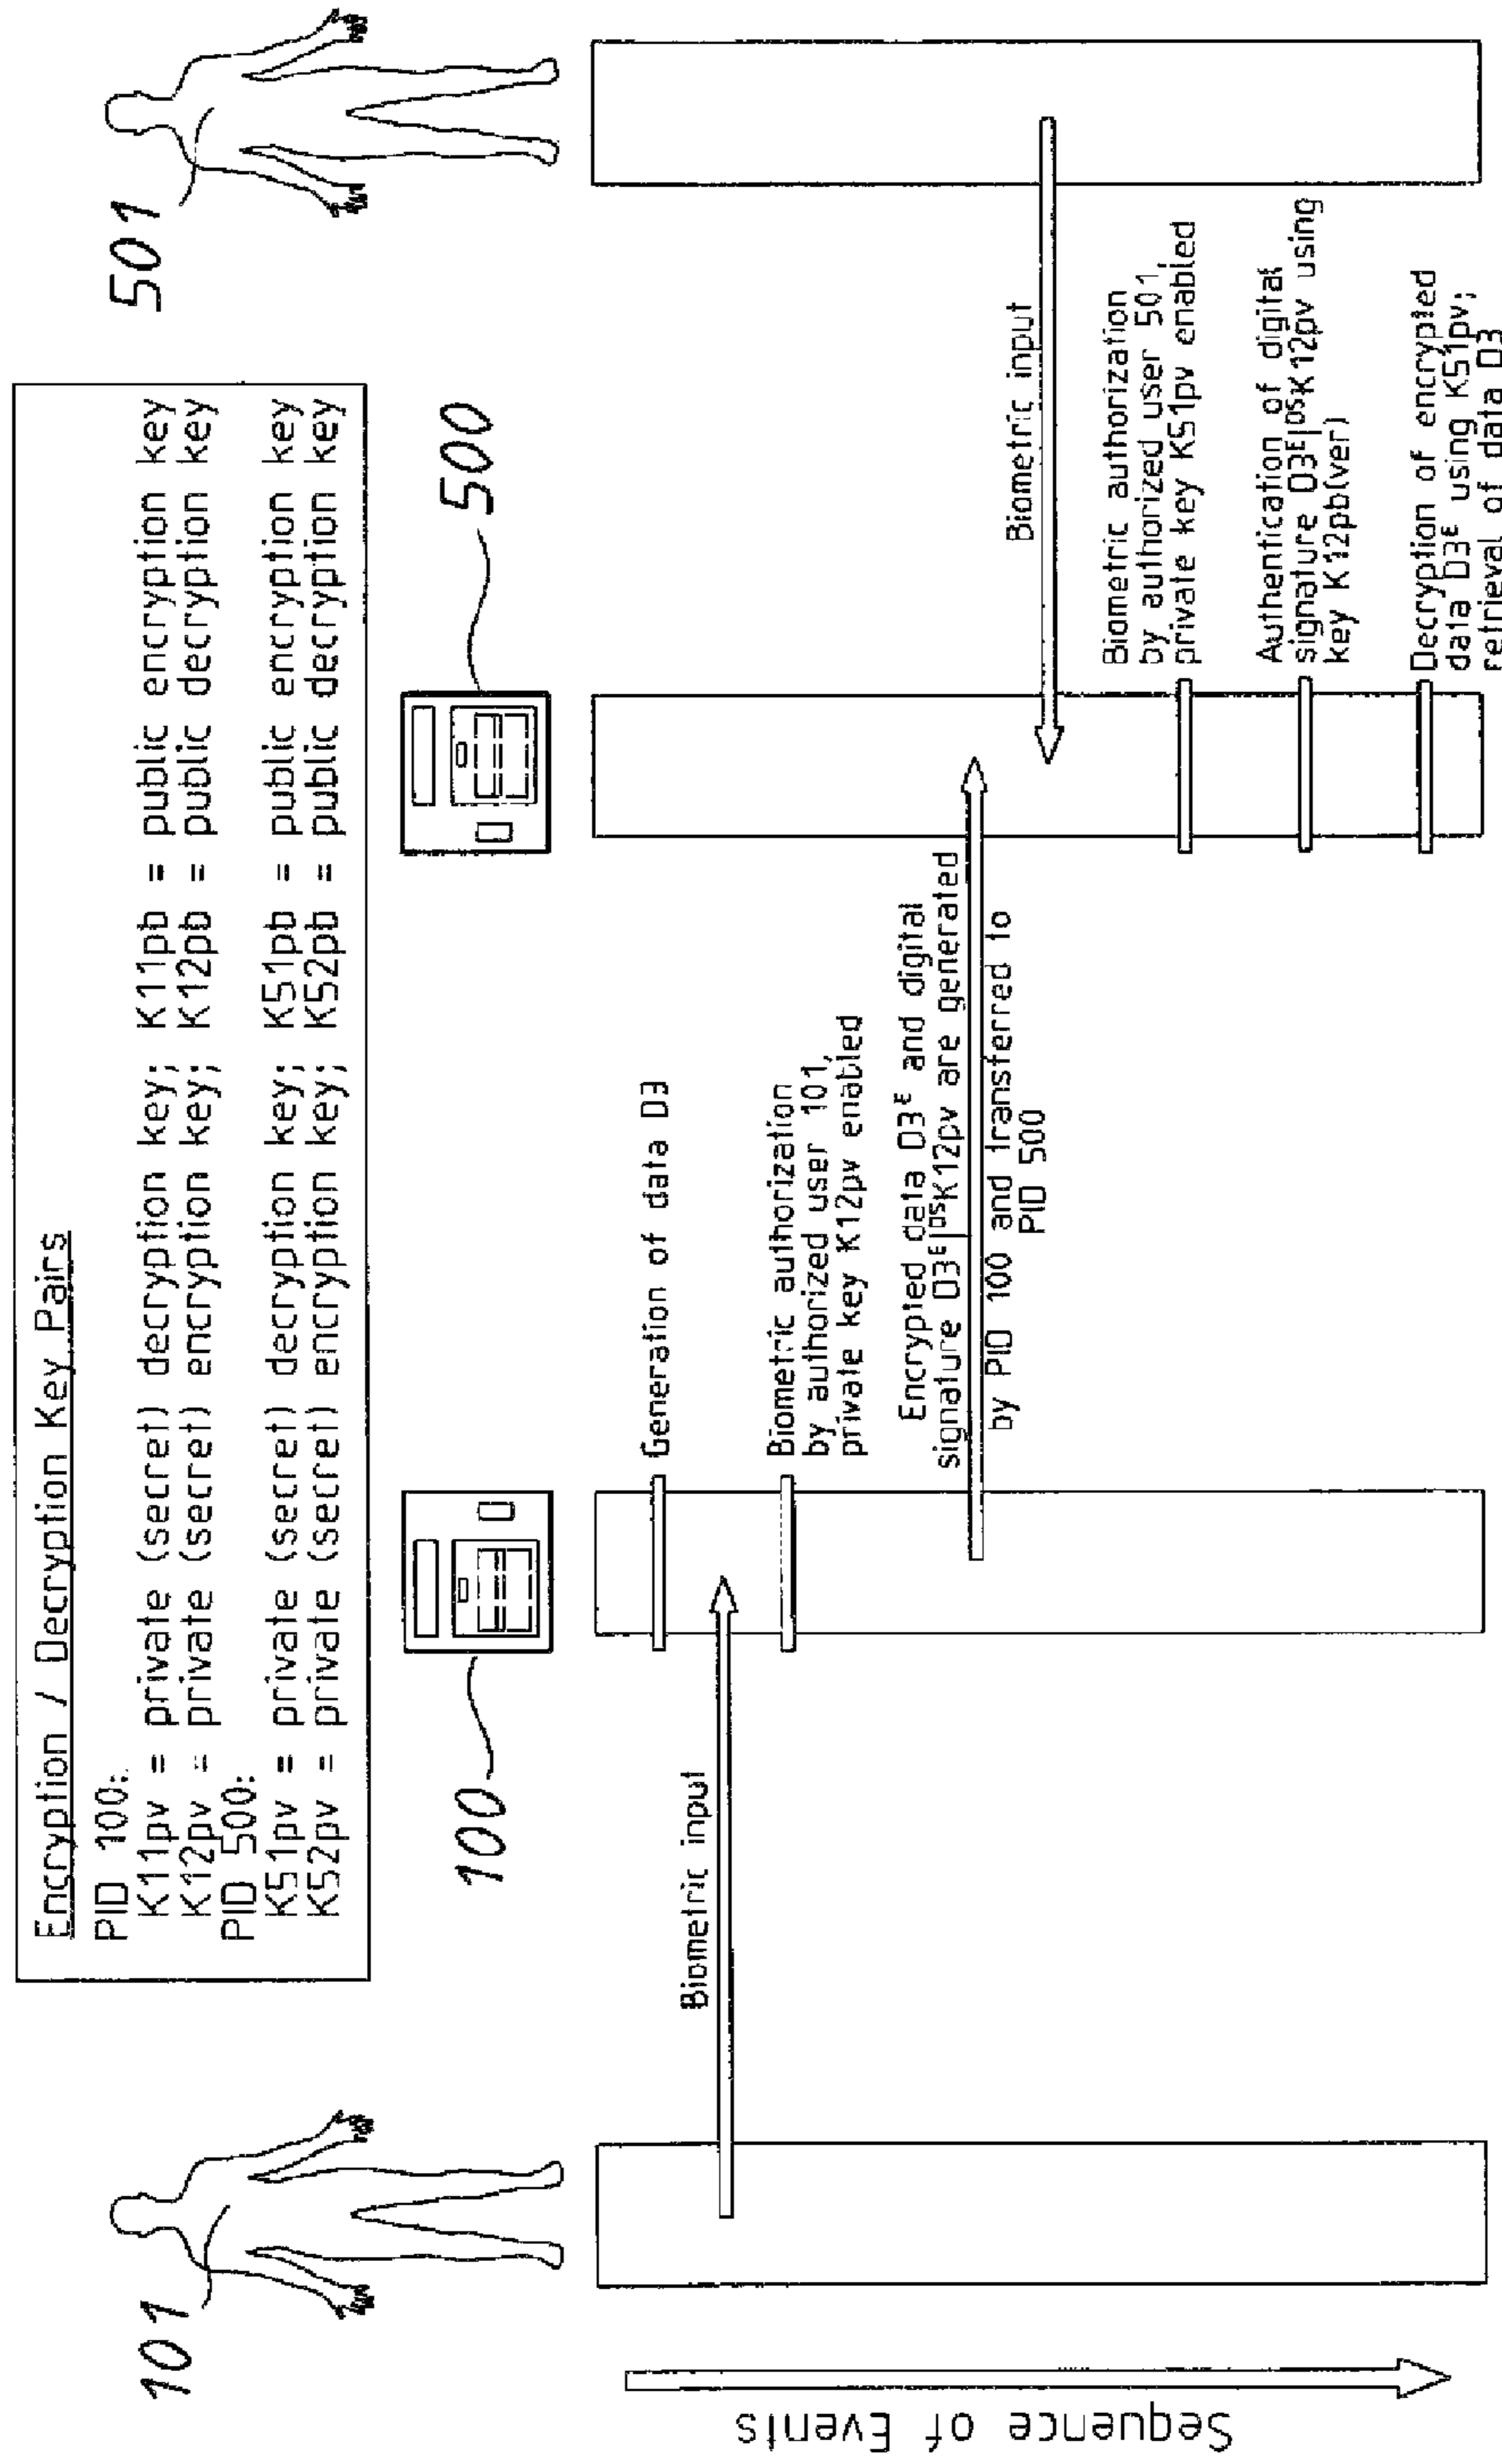 Encryption / Decryption Key Pairs
PID 100:
K11pv = private (secret) decryption key; K11pb = public encryption key
K12pv = private (secret) encryption key; K12pb = public decryption key
PID 500:
K51pv = private (secret) decryption key; K51pb = public encryption key
K52pv = private (secret) encryption key; K52pb = public decryption key
101
100
500
501
Sequence of Events
Generation of data D3
Biometric input
Biometric authorization
by authorized user 101,
private key K12pv enabled
Encrypted data D3ᴱ and digital
signature D3ᴱ|ᴰˢK12pv are generated
by PID 100 and transferred to
PID 500
Biometric input
Biometric authorization
by authorized user 501,
private key K51pv enabled
Authentication of digital
signature D3ᴱ|ᴰˢK12pv using
key K12pb(ver)
Decryption of encrypted
data D3ᴱ using K51pv;
retrieval of data D3